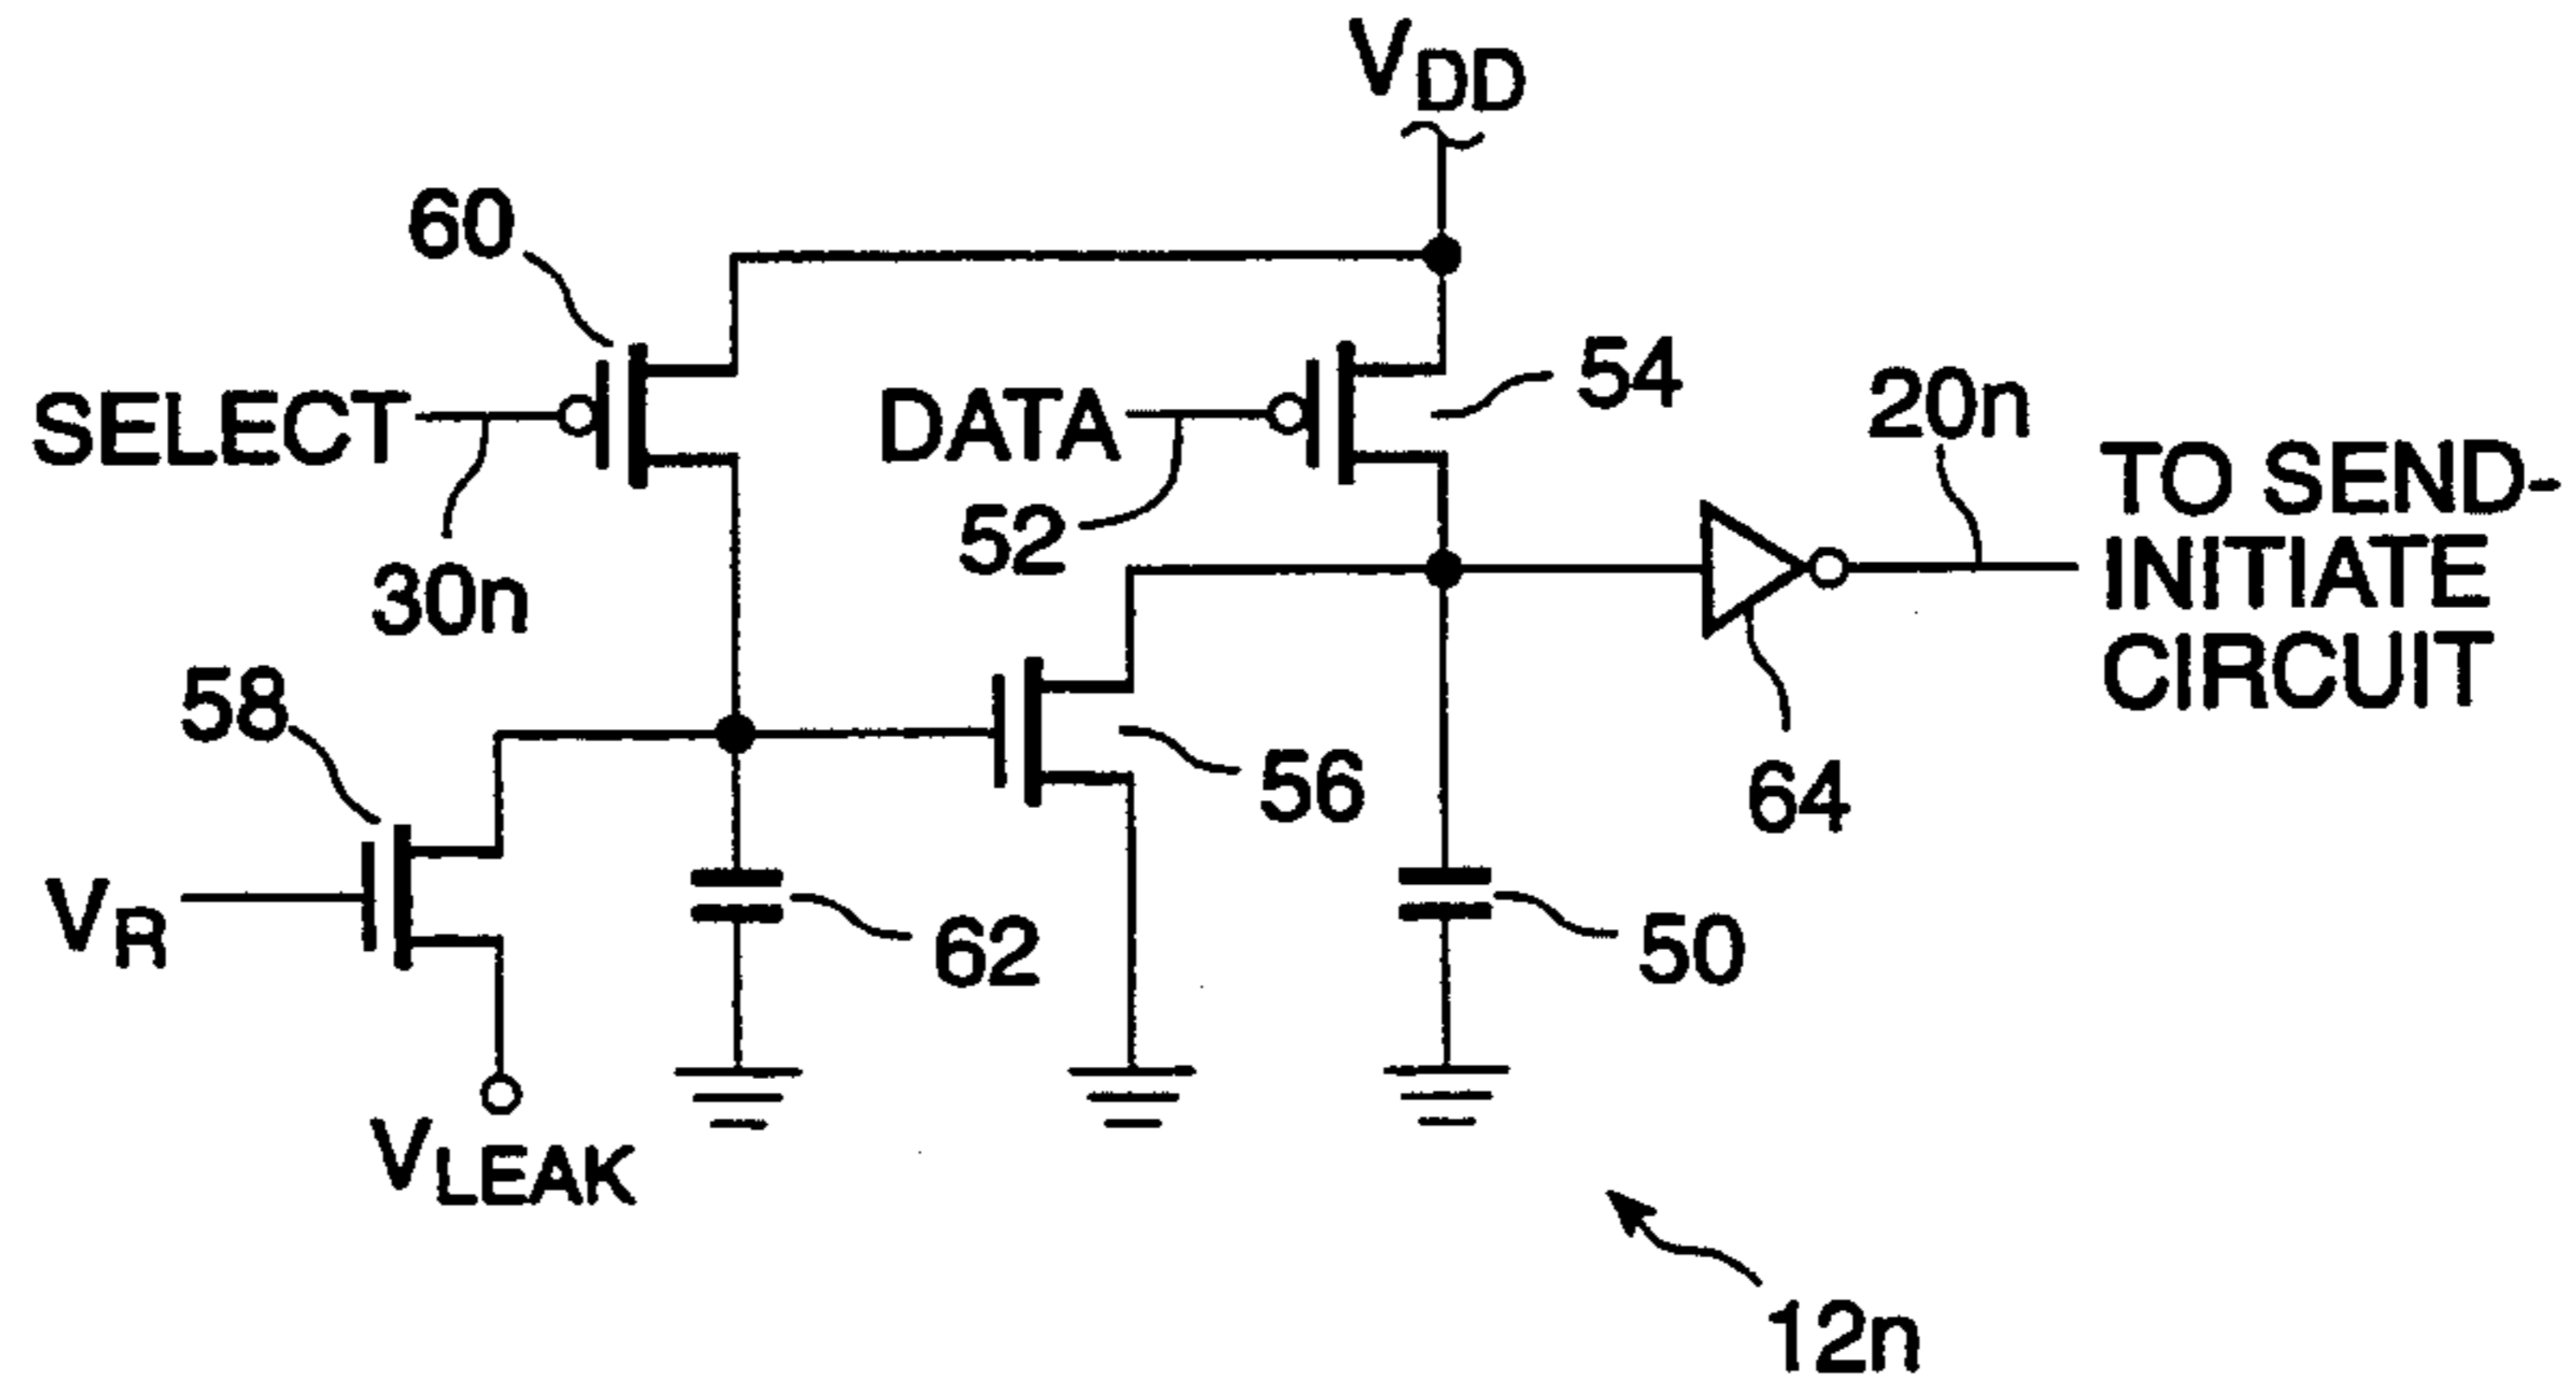 VDD
60
SELECT
30n
DATA
52
54
20n
TO SEND-
INITIATE
CIRCUIT
58
56
64
VR
62
50
VLEAK
12n